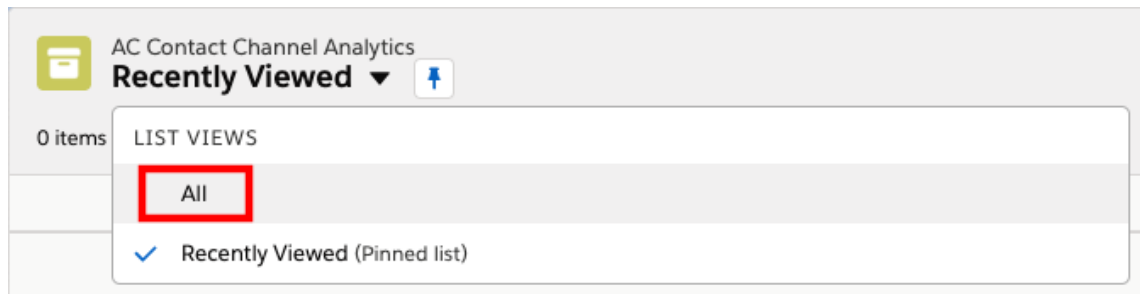 AC Contact Channel Analytics
Recently Viewed
0 items
LIST VIEWS
All
Recently Viewed (Pinned list)